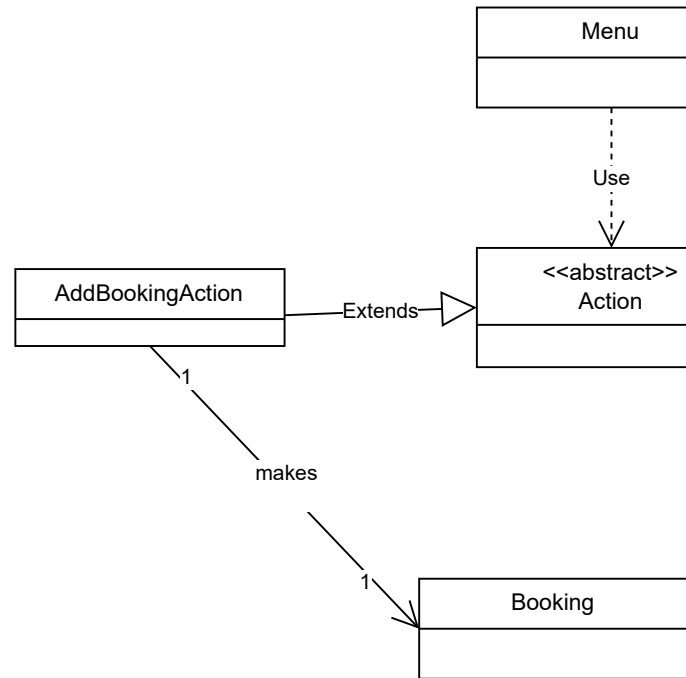 Menu
Use
<<abstract>>
Action
AddBookingAction
Extends
1
makes
1
Booking